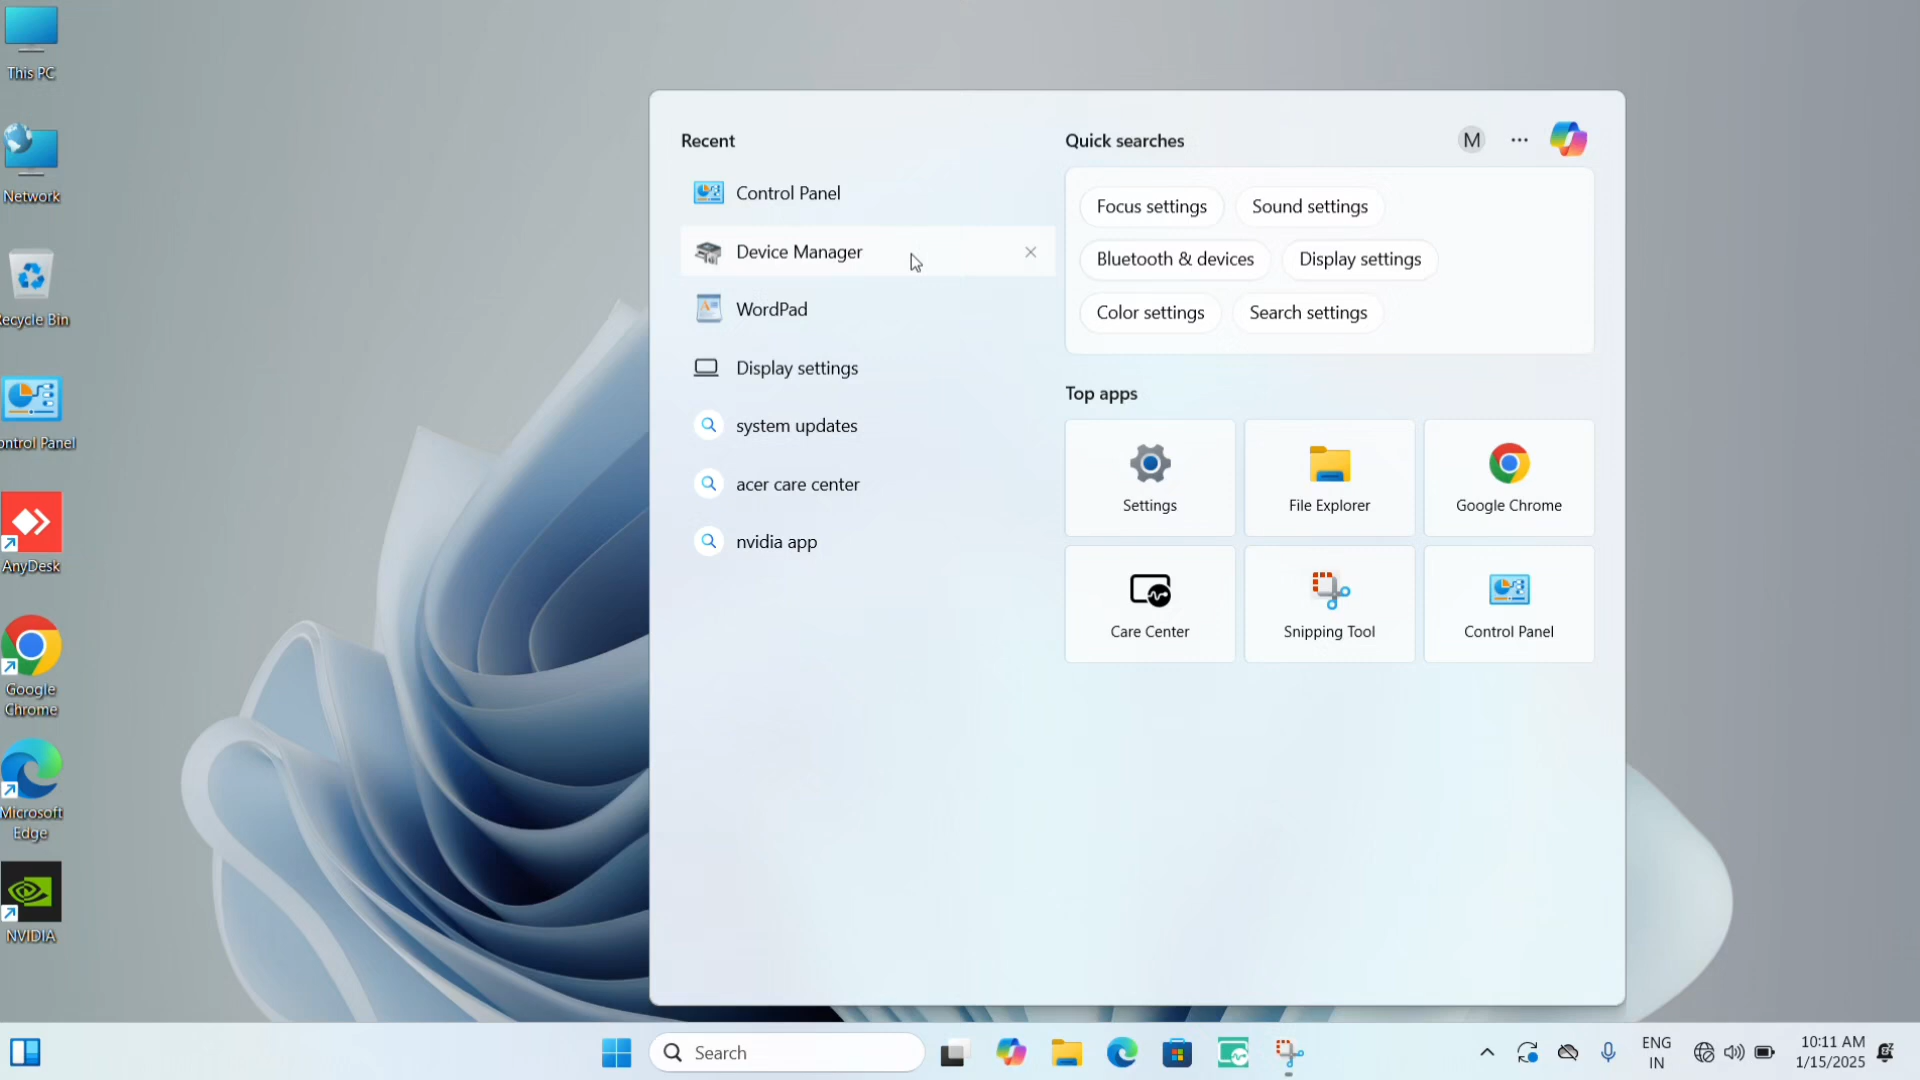 This PC
Network
ecycle Bin
ontrol Panel
AnyDesk
Google
Chrome
Microsoft
Edge
NVIDIA
Recent
Control Panel
Device Manager
WordPad
Display settings
system updates
acer care center
nvidia app
Quick searches
M
Focus settings
Sound settings
Bluetooth & devices
Display settings
Color settings
Search settings
Top apps
Settings
File Explorer
Google Chrome
Care Center
Snipping Tool
Control Panel
Search
ENG
IN
10:11 AM
1/15/2025